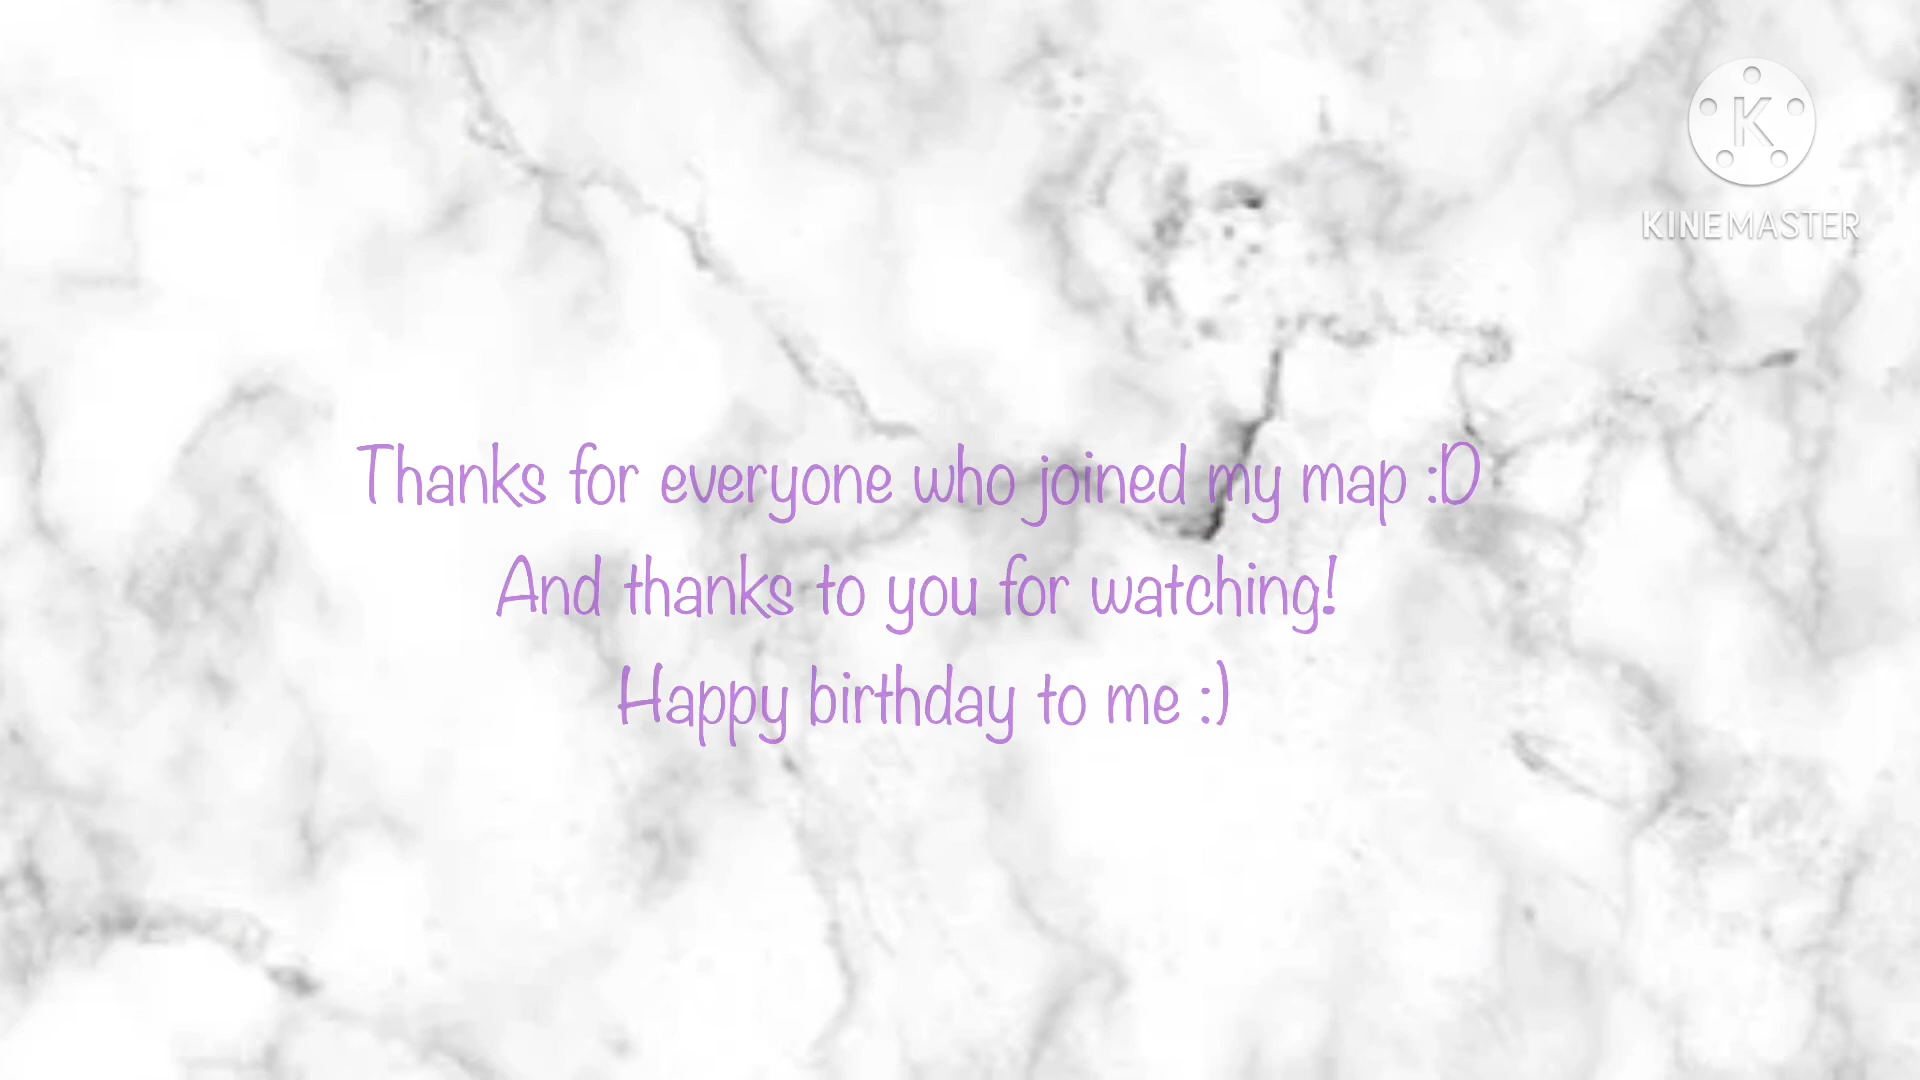 K
KINEMASTER
Thanks for everyone who joined my map :D
And thanks to you for watching!
Happy birthday to me :)